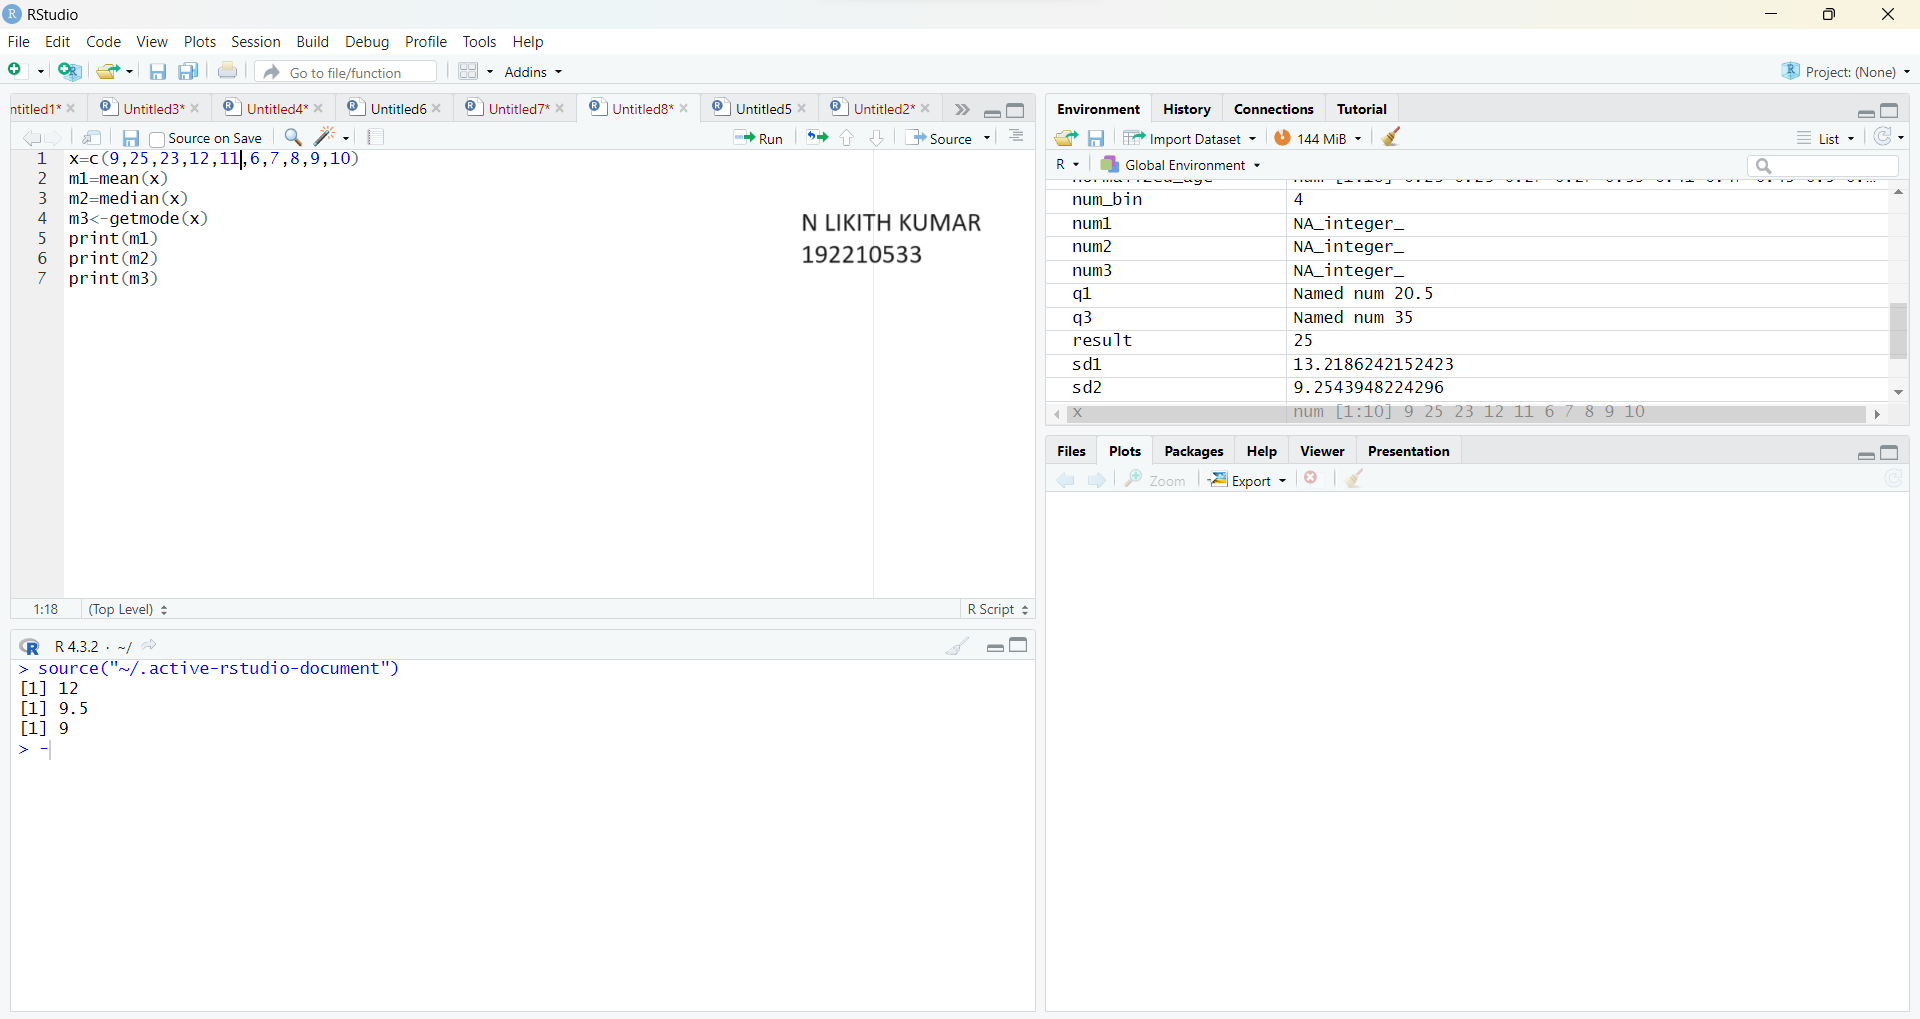 RStudio
File Edit Code View Plots Session Build Debug Profile Tools Help
Go to file/function Addins Project: (None)
ntitled1* Untitled3* Untitled4* Untitled6 Untitled7* Untitled8* Untitled5 Untitled2*
Source on Save Run Source
1 x=c(9,25,23,12,11,6,7,8,9,10)
2 m1=mean(x)
3 m2=median(x)
4 m3<-getmode(x)
5 print(m1)
6 print(m2)
7 print(m3)
N LIKITH KUMAR
192210533
1:18 (Top Level) R Script
R 4.3.2 · ~/
> source("~/.active-rstudio-document")
[1] 12
[1] 9.5
[1] 9
> -
Environment History Connections Tutorial
Import Dataset 144 MiB List
R Global Environment
num_bin 4
num1 NA_integer_
num2 NA_integer_
num3 NA_integer_
q1 Named num 20.5
q3 Named num 35
result 25
sd1 13.2186242152423
sd2 9.2543948224296
x num [1:10] 9 25 23 12 11 6 7 8 9 10
Files Plots Packages Help Viewer Presentation
Zoom Export